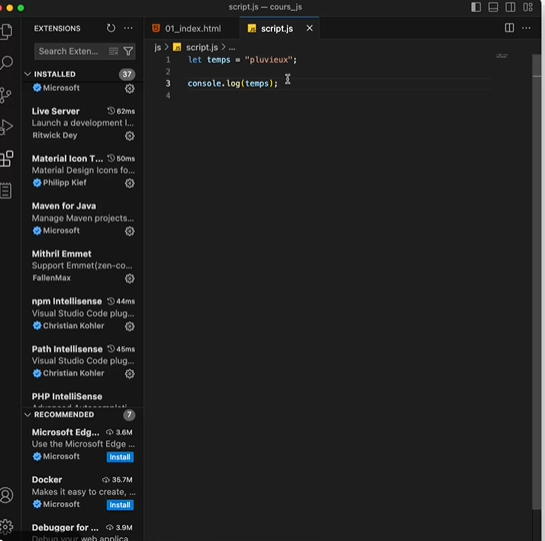 script.js — cours_js
EXTENSIONS
01_index.html
script.js
Search Exten...
js > script.js > ...
INSTALLED 37
Microsoft
Live Server 62ms
Launch a development l...
Ritwick Dey
Material Icon T... 50ms
Material Design Icons fo...
Philipp Kief
Maven for Java
Manage Maven projects...
Microsoft
Mithril Emmet
Support Emmet(zen-co...
FallenMax
npm Intellisense 44ms
Visual Studio Code plug...
Christian Kohler
Path Intellisense 45ms
Visual Studio Code plug...
Christian Kohler
PHP IntelliSense
RECOMMENDED 7
Microsoft Edg... 3.6M
Use the Microsoft Edge ...
Microsoft Install
Docker 35.7M
Makes it easy to create, ...
Microsoft Install
Debugger for ... 3.9M
Debug your web applica...
1 let temps = "pluvieux";
2
3 console.log(temps);
4